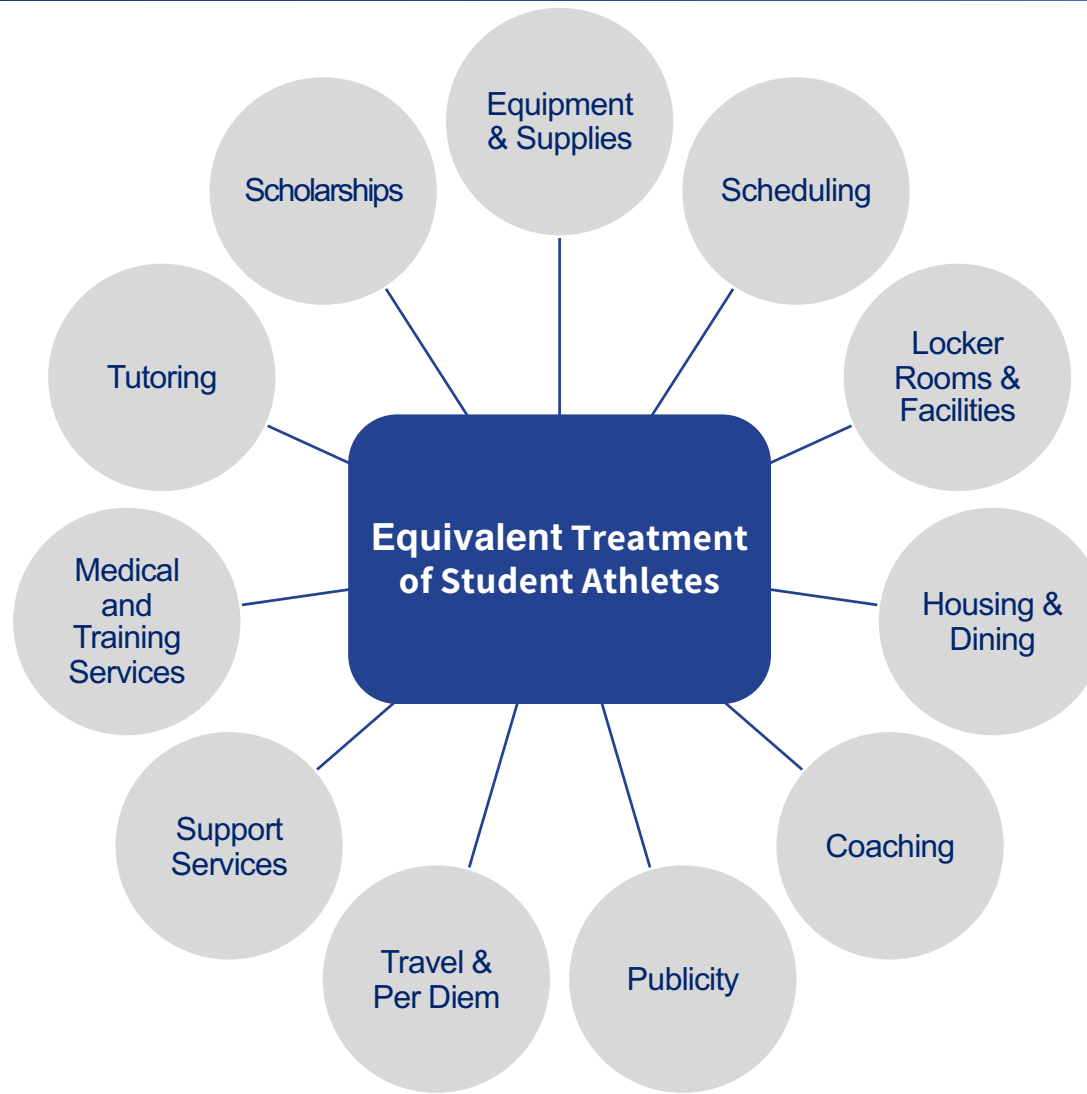 Equipment
& Supplies
Scheduling
Locker
Rooms &
Facilities
Housing &
Dining
Coaching
Publicity
Travel &
Per Diem
Support
Services
Medical
and
Training
Services
Tutoring
Scholarships
Equivalent Treatment
of Student Athletes